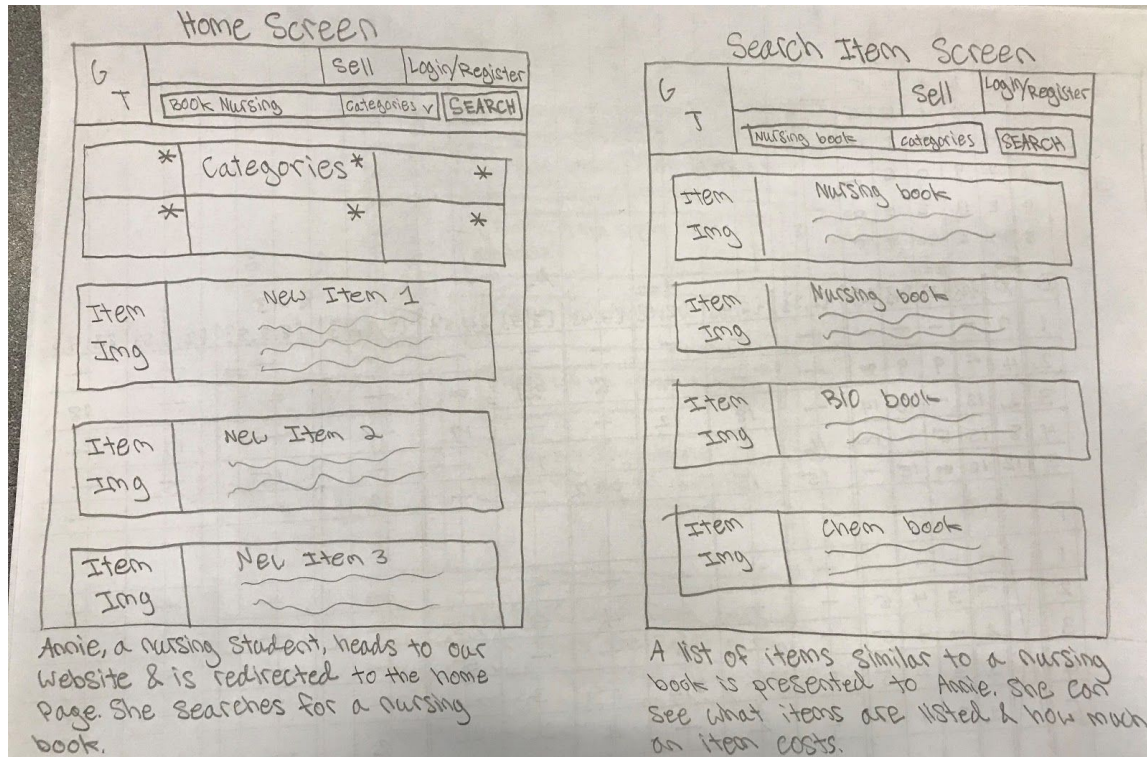 Home Screen
G
T
Sell
Login/Register
Book Nursing
Categories v
SEARCH
*
Categories*
*
*
*
*
Item
Img
New Item 1
Item
Img
New Item 2
Item
Img
New Item 3
Annie, a nursing student, heads to our
website & is redirected to the home
page. She searches for a nursing
book.
Search Item Screen
G
T
Sell
Login/Register
Nursing book
categories
SEARCH
Item
Img
Nursing book
Item
Img
Nursing book
Item
Img
BIO book
Item
Img
Chem book
A list of items similar to a nursing
book is presented to Annie. She can
see what items are listed & how much
an item costs.